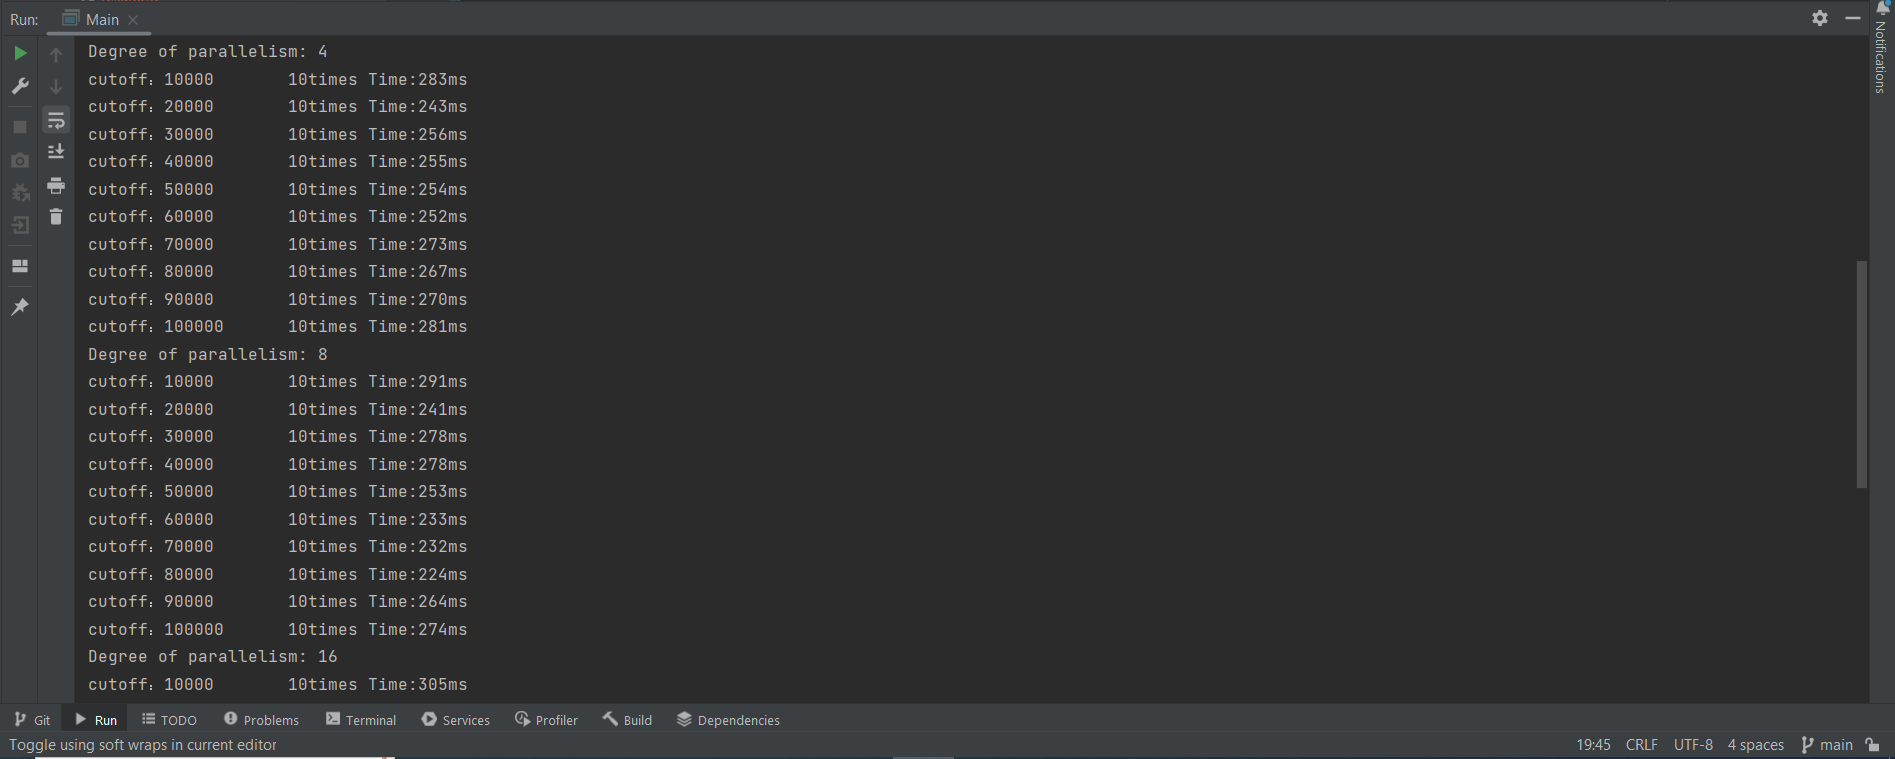 Run: Main
Notifications
Degree of parallelism: 4
cutoff：10000 10times Time:283ms
cutoff：20000 10times Time:243ms
cutoff：30000 10times Time:256ms
cutoff：40000 10times Time:255ms
cutoff：50000 10times Time:254ms
cutoff：60000 10times Time:252ms
cutoff：70000 10times Time:273ms
cutoff：80000 10times Time:267ms
cutoff：90000 10times Time:270ms
cutoff：100000 10times Time:281ms
Degree of parallelism: 8
cutoff：10000 10times Time:291ms
cutoff：20000 10times Time:241ms
cutoff：30000 10times Time:278ms
cutoff：40000 10times Time:278ms
cutoff：50000 10times Time:253ms
cutoff：60000 10times Time:233ms
cutoff：70000 10times Time:232ms
cutoff：80000 10times Time:224ms
cutoff：90000 10times Time:264ms
cutoff：100000 10times Time:274ms
Degree of parallelism: 16
cutoff：10000 10times Time:305ms
Git Run TODO Problems Terminal Services Profiler Build Dependencies
Toggle using soft wraps in current editor 19:45 CRLF UTF-8 4 spaces main